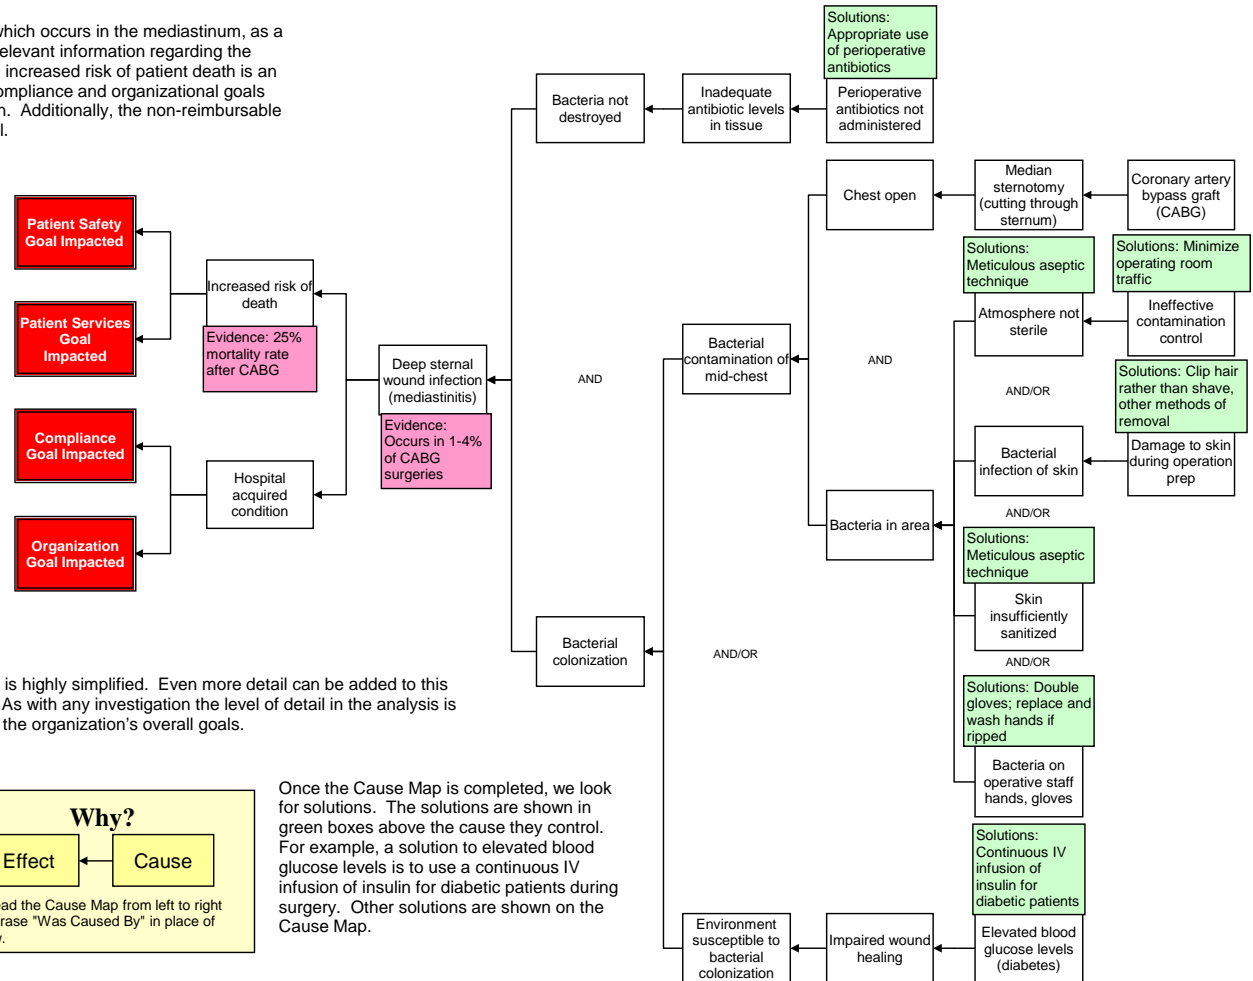 which occurs in the mediastinum, as a
relevant information regarding the
increased risk of patient death is an
ompliance and organizational goals
n. Additionally, the non-reimbursable
l.
Solutions:
Appropriate use
of perioperative
antibiotics
Bacteria not
destroyed
Inadequate
antibiotic levels
in tissue
Perioperative
antibiotics not
administered
Chest open
Median
sternotomy
(cutting through
sternum)
Coronary artery
bypass graft
(CABG)
Patient Safety
Goal Impacted
Patient Services
Goal
Impacted
Increased risk of
death
Evidence: 25%
mortality rate
after CABG
Solutions:
Meticulous aseptic
technique
Solutions: Minimize
operating room
traffic
Atmosphere not
sterile
Ineffective
contamination
control
Deep sternal
wound infection
(mediastinitis)
Evidence:
Occurs in 1-4%
of CABG
surgeries
AND
Bacterial
contamination of
mid-chest
AND
AND/OR
Solutions: Clip hair
rather than shave,
other methods of
removal
Compliance
Goal Impacted
Organization
Goal Impacted
Hospital
acquired
condition
Bacterial
infection of skin
Damage to skin
during operation
prep
AND/OR
Bacteria in area
Solutions:
Meticulous aseptic
technique
Skin
insufficiently
sanitized
Bacterial
colonization
AND/OR
AND/OR
Solutions: Double
gloves; replace and
wash hands if
ripped
Bacteria on
operative staff
hands, gloves
is highly simplified. Even more detail can be added to this
As with any investigation the level of detail in the analysis is
the organization's overall goals.
Why?
Effect
Cause
ead the Cause Map from left to right
rase "Was Caused By" in place of
w.
Once the Cause Map is completed, we look
for solutions. The solutions are shown in
green boxes above the cause they control.
For example, a solution to elevated blood
glucose levels is to use a continuous IV
infusion of insulin for diabetic patients during
surgery. Other solutions are shown on the
Cause Map.
Solutions:
Continuous IV
infusion of
insulin for
diabetic patients
Environment
susceptible to
bacterial
colonization
Impaired wound
healing
Elevated blood
glucose levels
(diabetes)